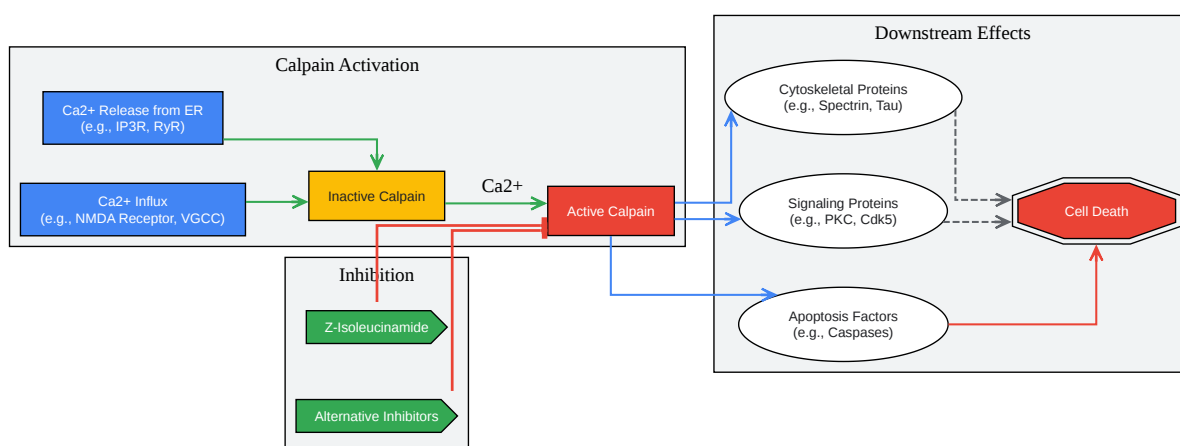 Calpain Activation
Ca2+ Release from ER
(e.g., IP3R, RyR)
Ca2+ Influx
(e.g., NMDA Receptor, VGCC)
Inactive Calpain
Ca2+
Active Calpain
Inhibition
Z-Isoleucinamide
Alternative Inhibitors
Downstream Effects
Cytoskeletal Proteins
(e.g., Spectrin, Tau)
Signaling Proteins
(e.g., PKC, Cdk5)
Apoptosis Factors
(e.g., Caspases)
Cell Death